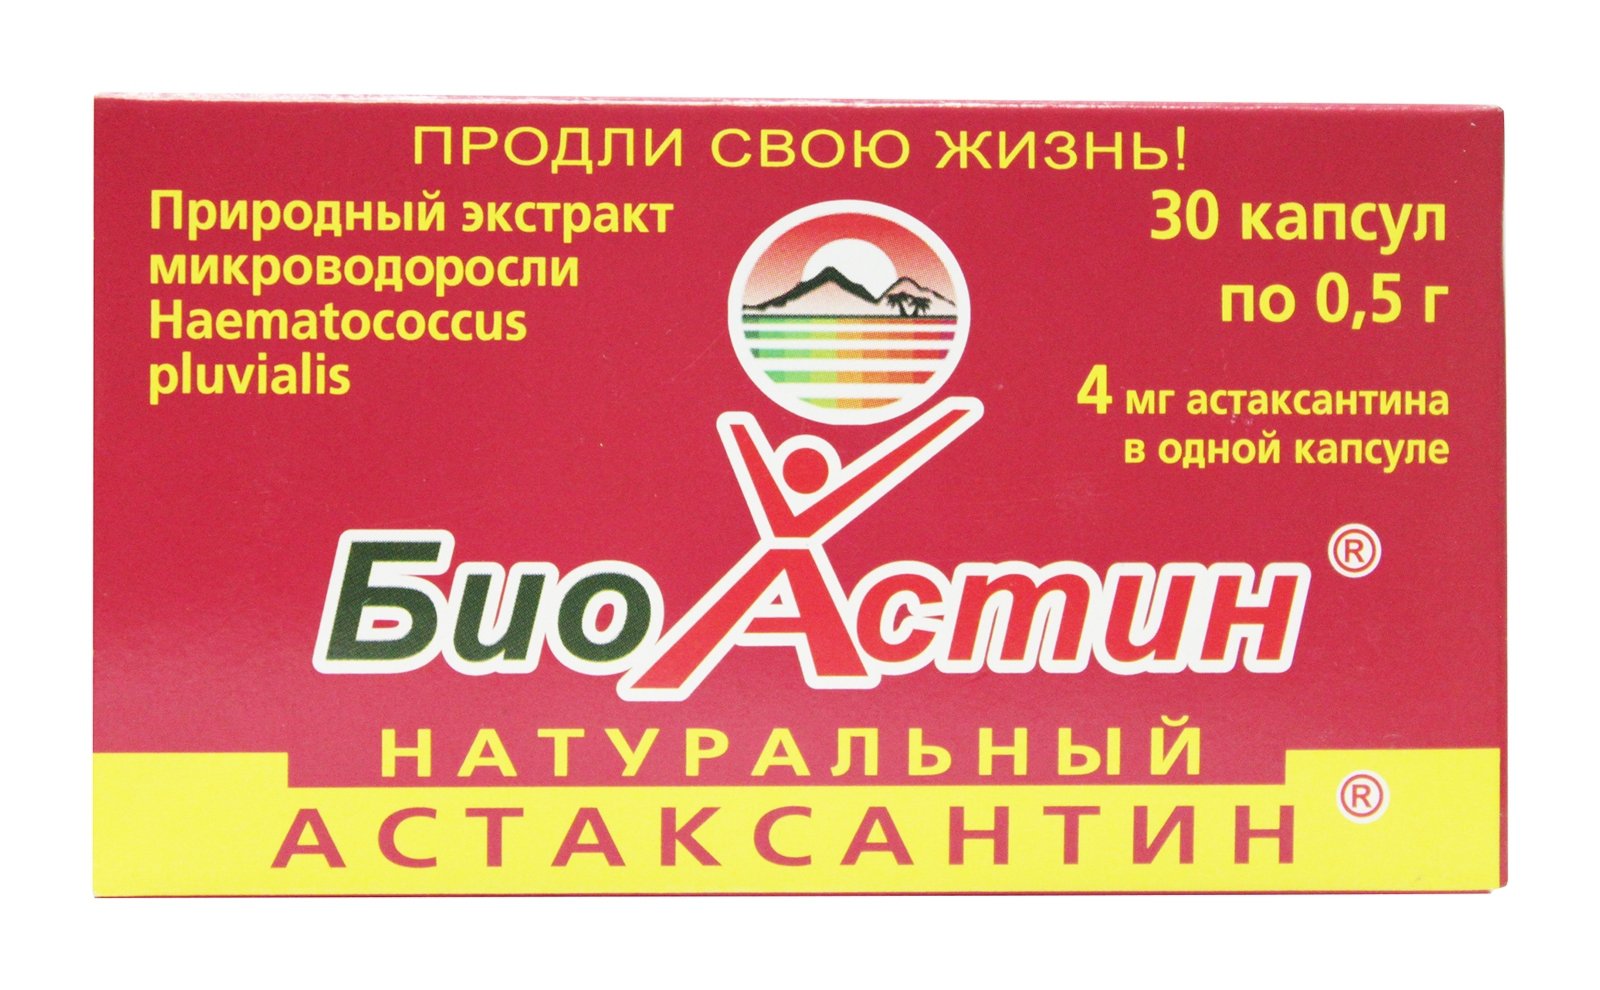 ПРОДЛИ СВОЮ ЖИЗНЬ!
Природный экстракт
микроводоросли
Haematococcus
pluvialis
30 капсул
по 0,5 г
4 мг астаксантина
в одной капсуле
БиоАстин ®
НАТУРАЛЬНЫЙ
АСТАКСАНТИН ®